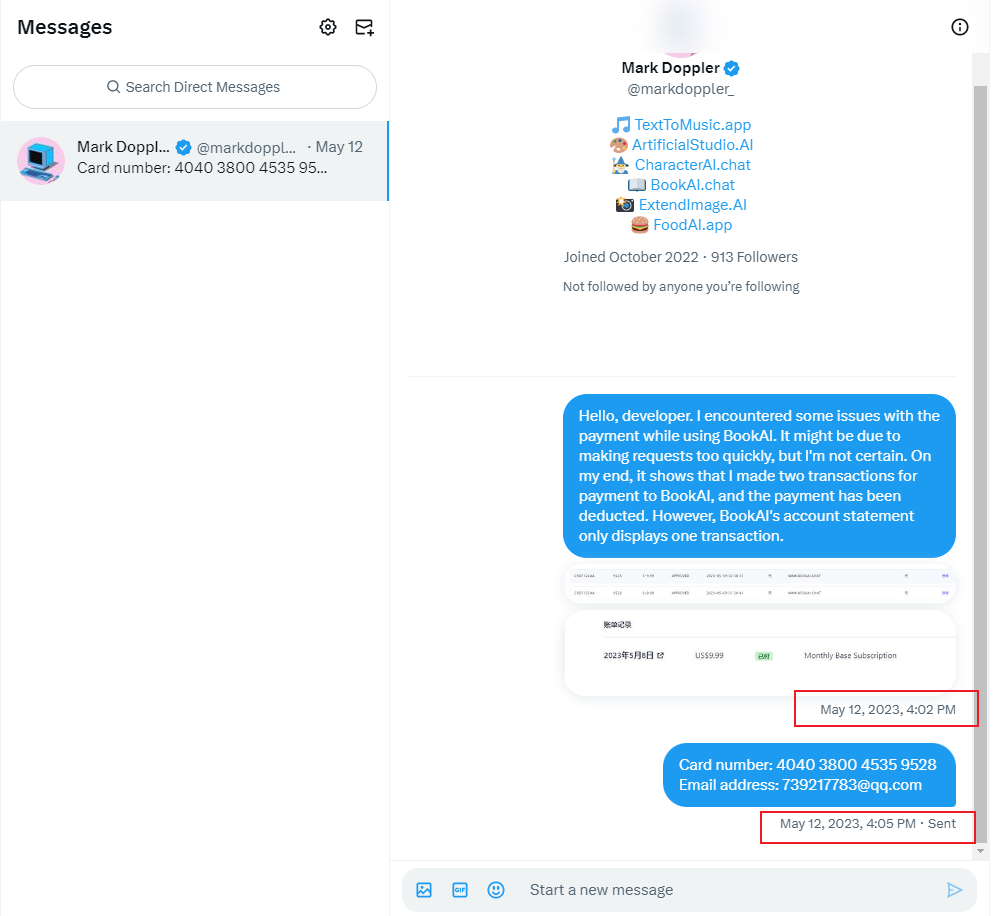 Messages
Search Direct Messages
Mark Doppl... @markdoppl... · May 12
Card number: 4040 3800 4535 95...
Mark Doppler
@markdoppler_
TextToMusic.app
ArtificialStudio.AI
CharacterAI.chat
BookAI.chat
ExtendImage.AI
FoodAI.app
Joined October 2022 · 913 Followers
Not followed by anyone you're following
Hello, developer. I encountered some issues with the
payment while using BookAI. It might be due to
making requests too quickly, but I'm not certain. On
my end, it shows that I made two transactions for
payment to BookAI, and the payment has been
deducted. However, BookAI's account statement
only displays one transaction.
9528 APPROVED
9528 APPROVED
账单记录
2023年5月8日 US$9.99 已付 Monthly Base Subscription
May 12, 2023, 4:02 PM
Card number: 4040 3800 4535 9528
Email address: 739217783@qq.com
May 12, 2023, 4:05 PM · Sent
GIF
Start a new message